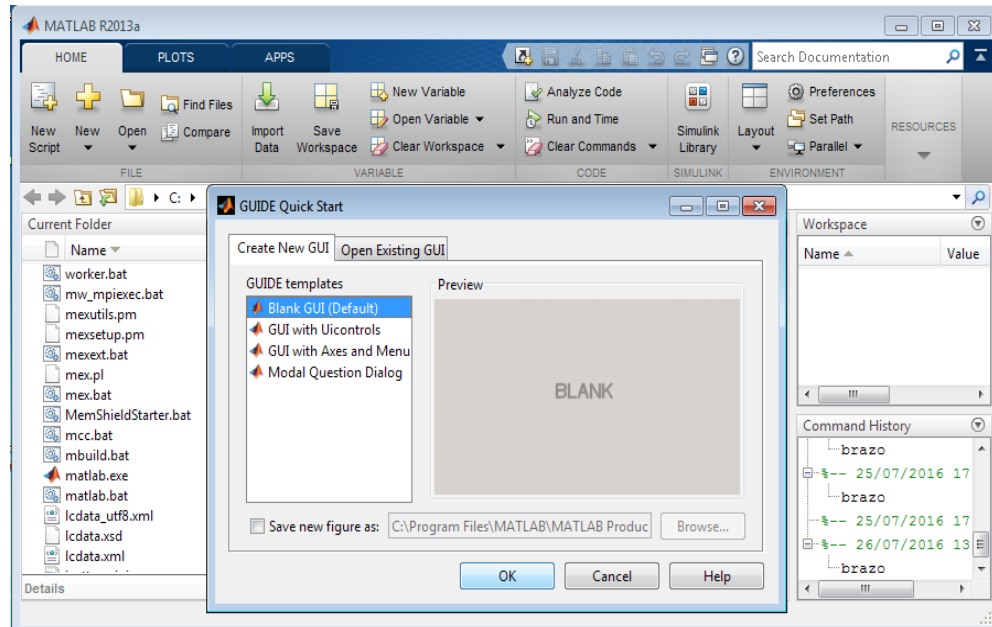 MATLAB R2013a
HOME PLOTS APPS
Search Documentation
New Script
New
Open
Find Files
Compare
Import Data
Save Workspace
New Variable
Open Variable
Clear Workspace
Analyze Code
Run and Time
Clear Commands
Simulink Library
Layout
Preferences
Set Path
Parallel
RESOURCES
FILE VARIABLE CODE SIMULINK ENVIRONMENT
C:
Current Folder
Name
worker.bat
mw_mpiexec.bat
mexutils.pm
mexsetup.pm
mexext.bat
mex.pl
mex.bat
MemShieldStarter.bat
mcc.bat
mbuild.bat
matlab.exe
matlab.bat
lcdata_utf8.xml
lcdata.xsd
lcdata.xml
Details
GUIDE Quick Start
Create New GUI Open Existing GUI
GUIDE templates
Blank GUI (Default)
GUI with Uicontrols
GUI with Axes and Menu
Modal Question Dialog
Preview
BLANK
Save new figure as: C:\Program Files\MATLAB\MATLAB Produc Browse...
OK Cancel Help
Workspace
Name Value
Command History
brazo
%-- 25/07/2016 17
brazo
%-- 25/07/2016 17
%-- 26/07/2016 13
brazo